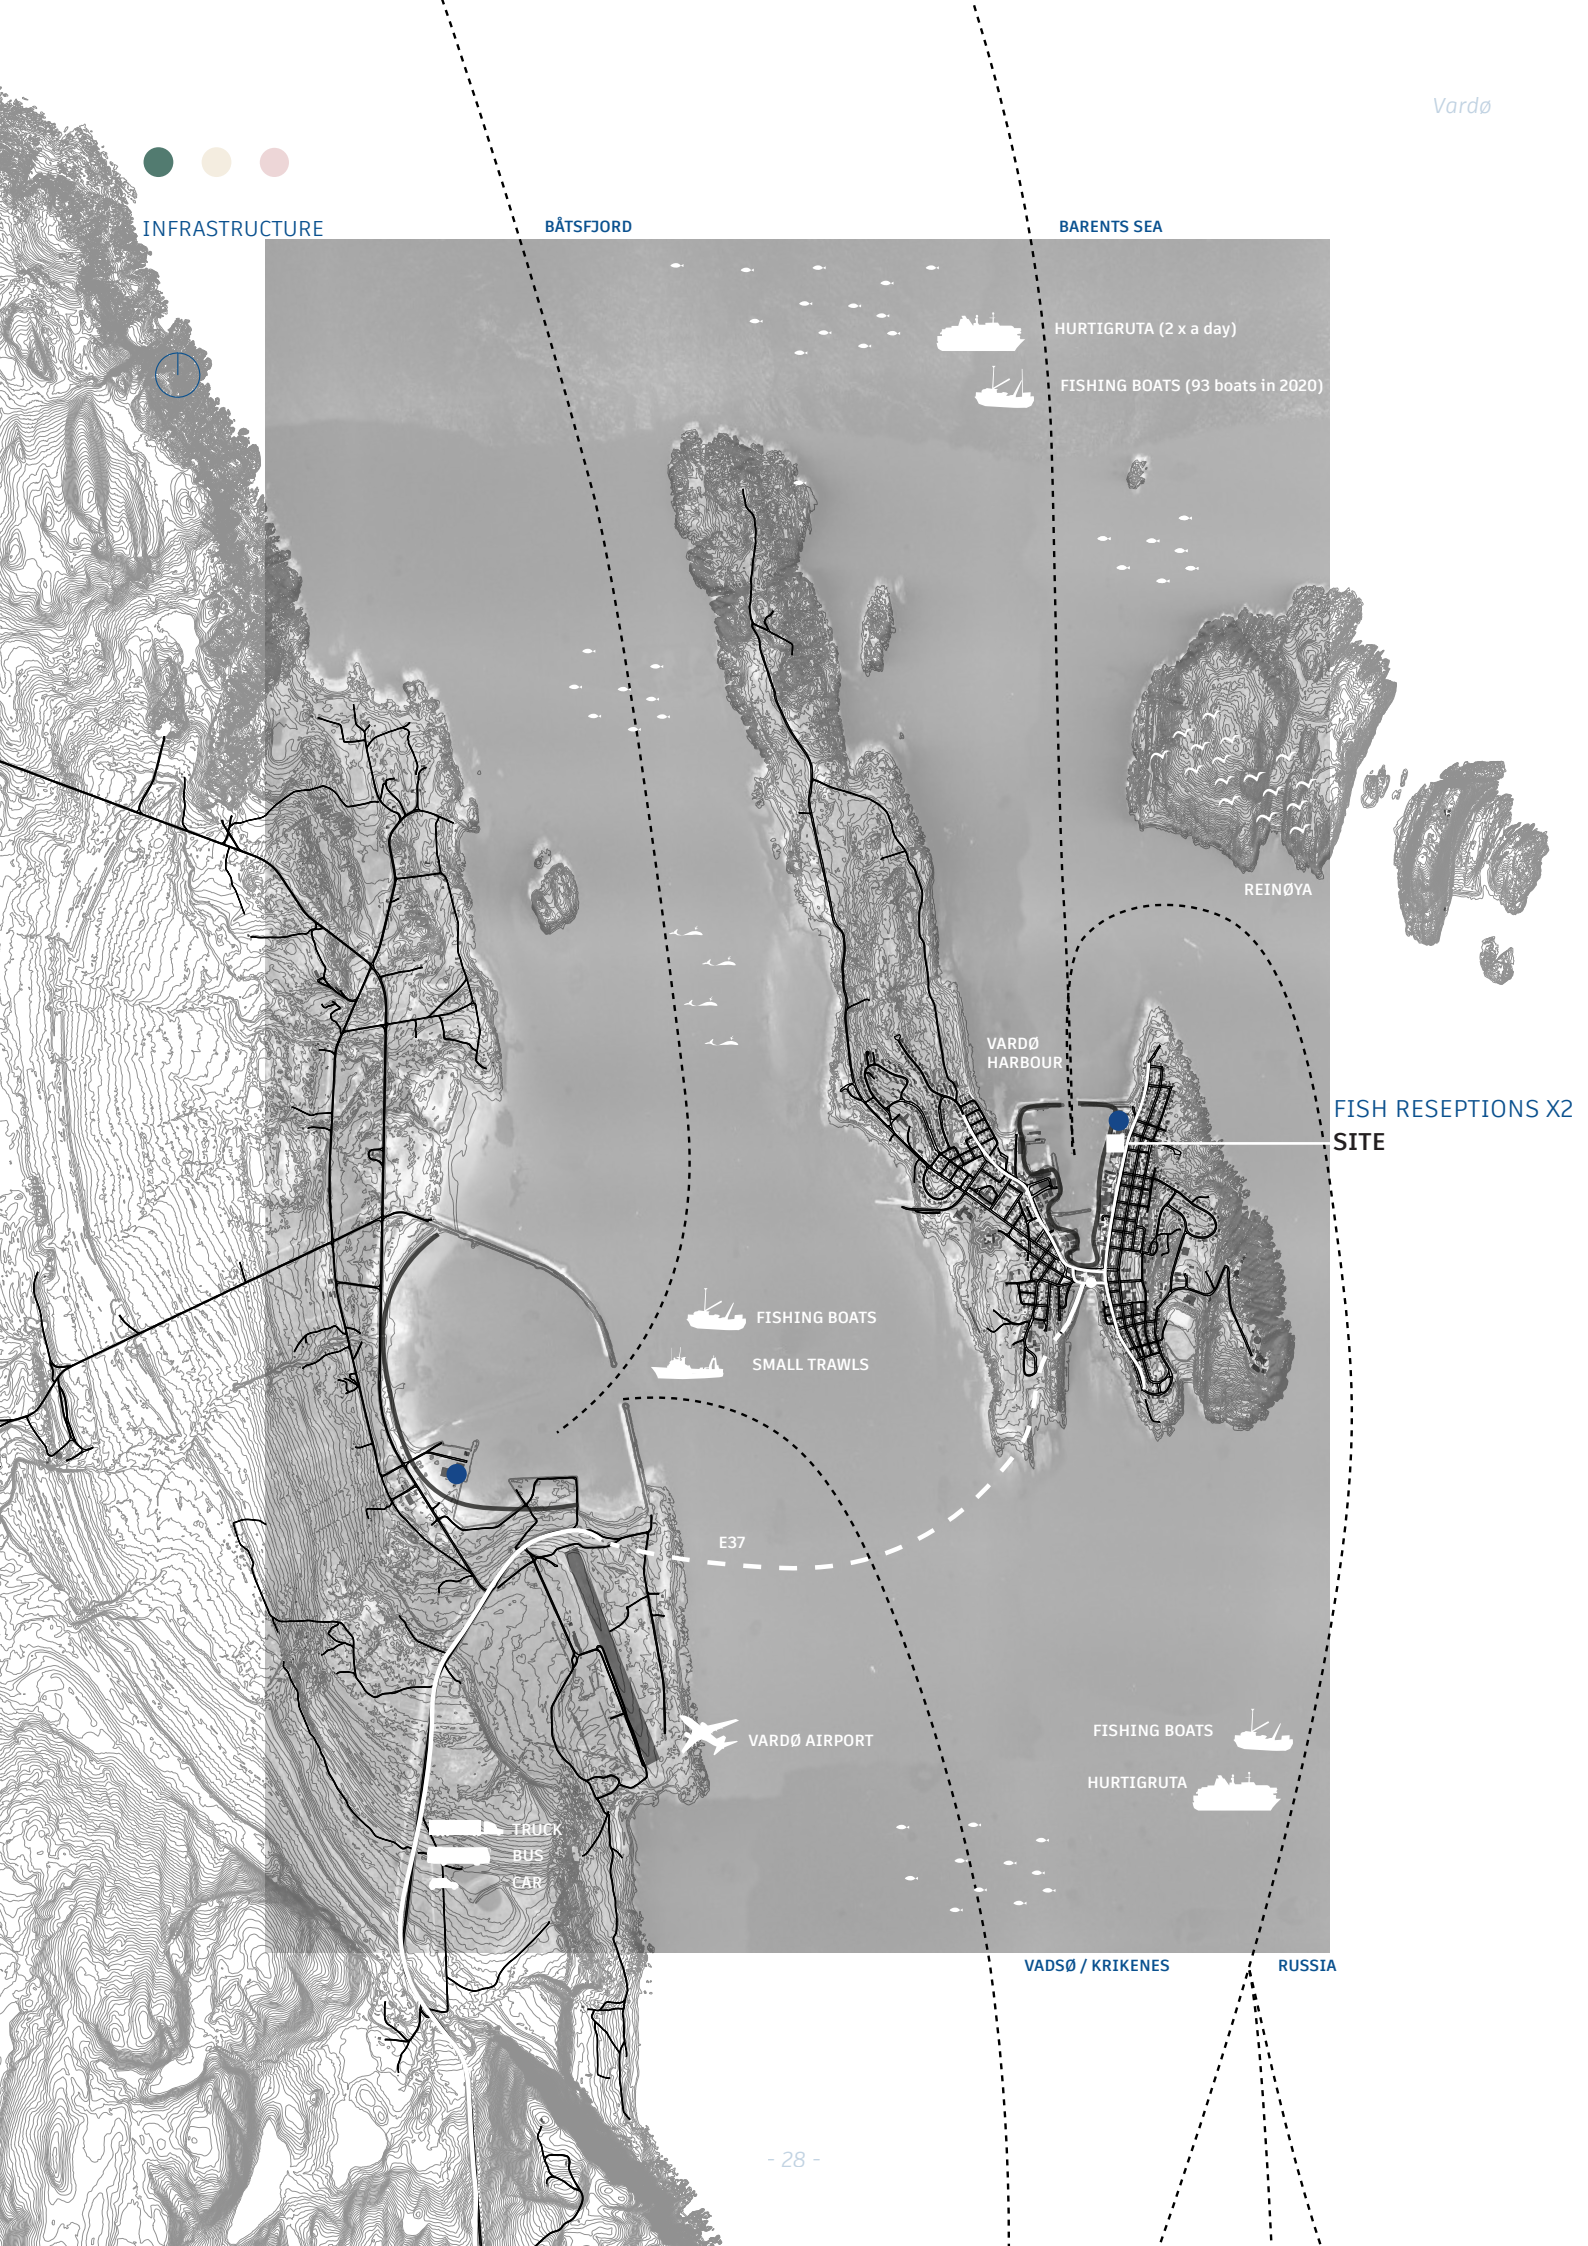 Vardø
INFRASTRUCTURE
BÅTSFJORD
BARENTS SEA
HURTIGRUTA (2 x a day)
FISHING BOATS (93 boats in 2020)
REINØYA
VARDØ
HARBOUR
FISH RESEPTIONS X2
SITE
FISHING BOATS
SMALL TRAWLS
E37
FISHING BOATS
VARDØ AIRPORT
HURTIGRUTA
TRUCK
BUS
CAR
VADSØ / KRIKENES
RUSSIA
- 28 -